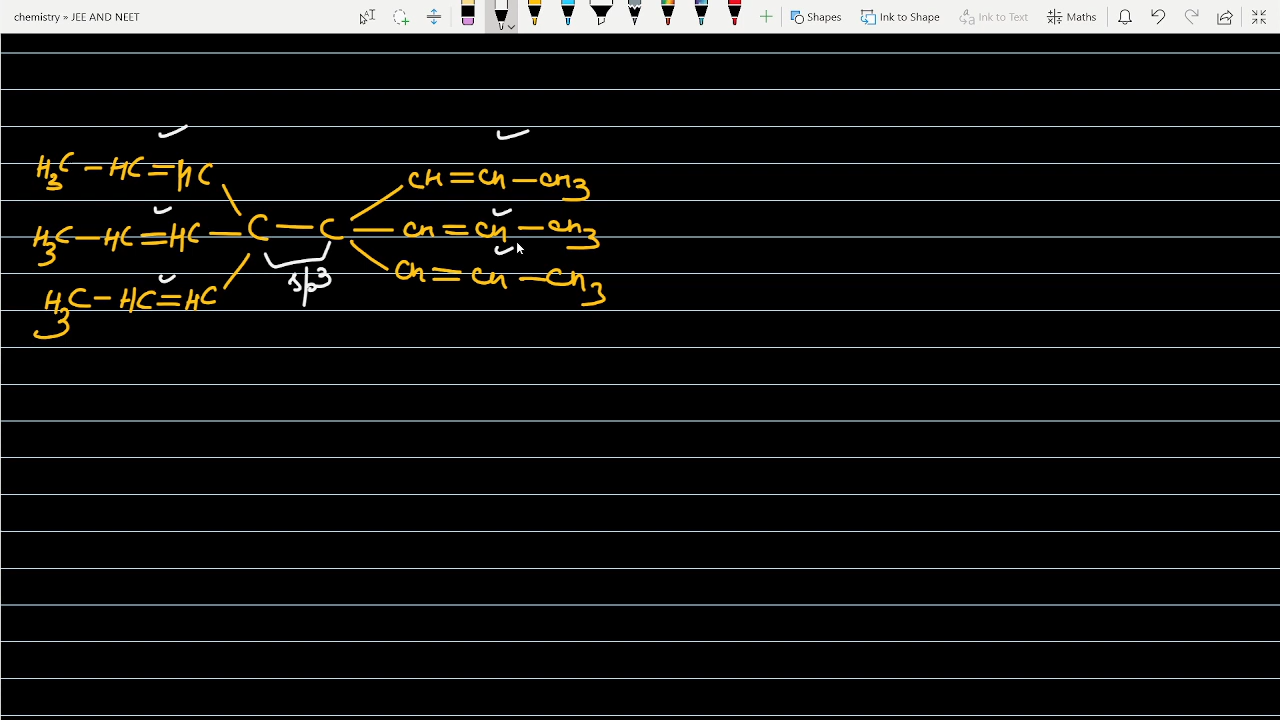 chemistry » JEE AND NEET
Shapes Ink to Shape Ink to Text Maths
H3C - HC = HC CH = CH - CH3
H3C - HC = HC - C - C - CH = CH - CH3
sp3
H3C - HC = HC CH = CH - CH3